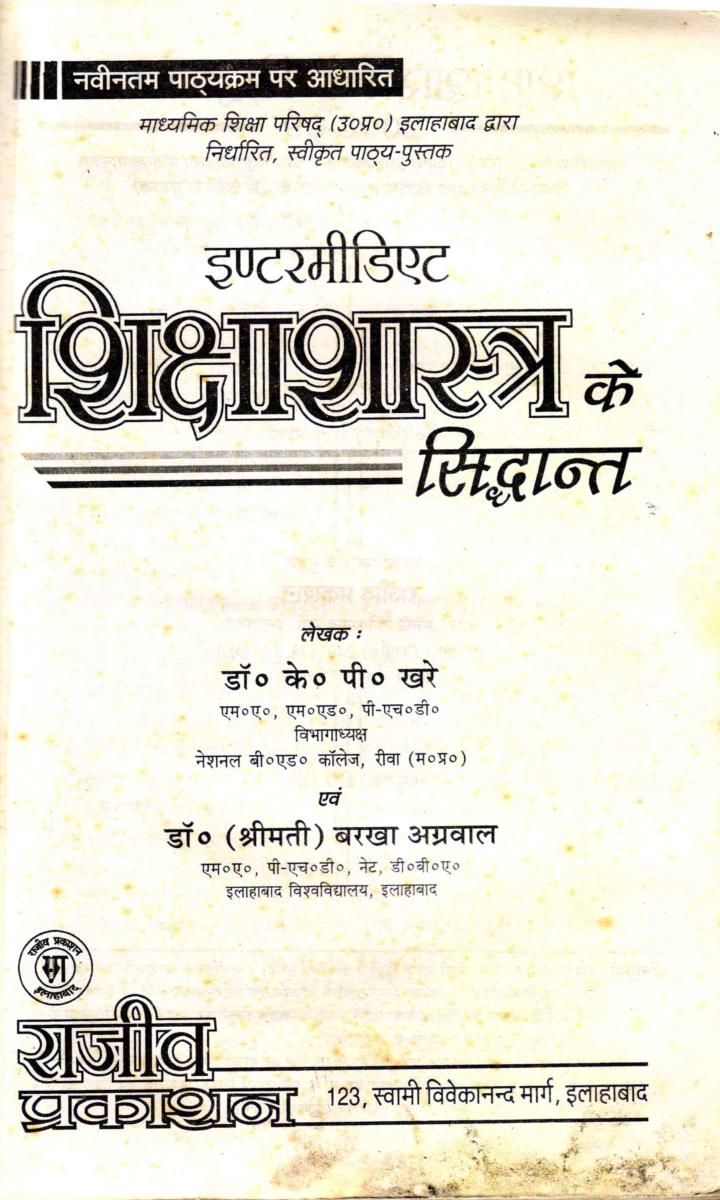 नवीनतम पाठ्यक्रम पर आधारित
माध्यमिक शिक्षा परिषद् (उ०प्र०) इलाहाबाद द्वारा
निर्धारित, स्वीकृत पाठ्य-पुस्तक
इण्टरमीडिएट
शिक्षाशास्त्र के
सिद्धान्त
लेखक :
डॉ० के० पी० खरे
एम०ए०, एम०एड०, पी-एच०डी०
विभागाध्यक्ष
नेशनल बी०एड० कॉलेज, रीवा (म०प्र०)
एवं
डॉ० (श्रीमती) बरखा अग्रवाल
एम०ए०, पी-एच०डी०, नेट, डी०बी०ए०
इलाहाबाद विश्वविद्यालय, इलाहाबाद
राजीव प्रकाशन
इलाहाबाद
राजीव
प्रकाशन
123, स्वामी विवेकानन्द मार्ग, इलाहाबाद